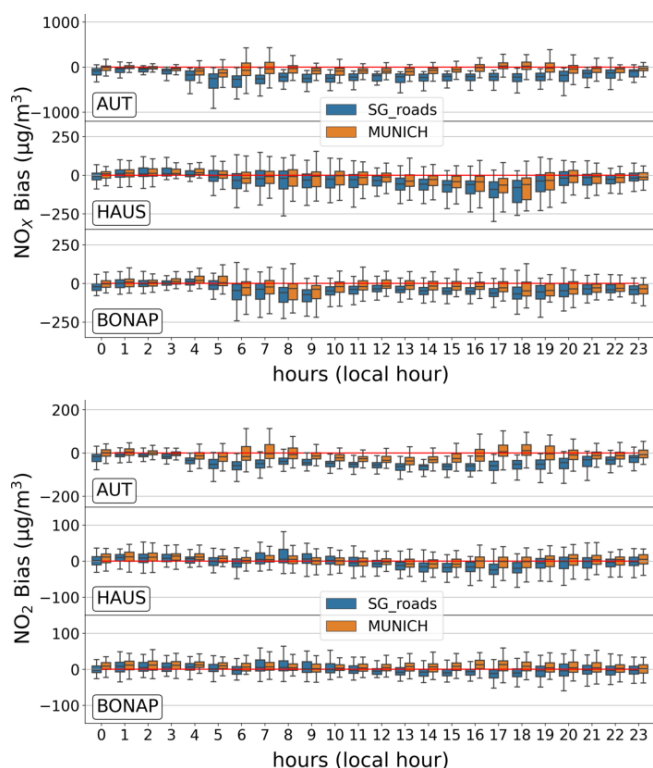 1000
0
−1000
AUT
SG_roads
MUNICH
NOX Bias (µg/m³)
250
0
−250
HAUS
250
0
−250
BONAP
0 1 2 3 4 5 6 7 8 9 10 11 12 13 14 15 16 17 18 19 20 21 22 23
hours (local hour)
200
0
−200
AUT
NO2 Bias (µg/m³)
100
0
−100
HAUS
SG_roads
MUNICH
100
0
−100
BONAP
0 1 2 3 4 5 6 7 8 9 10 11 12 13 14 15 16 17 18 19 20 21 22 23
hours (local hour)